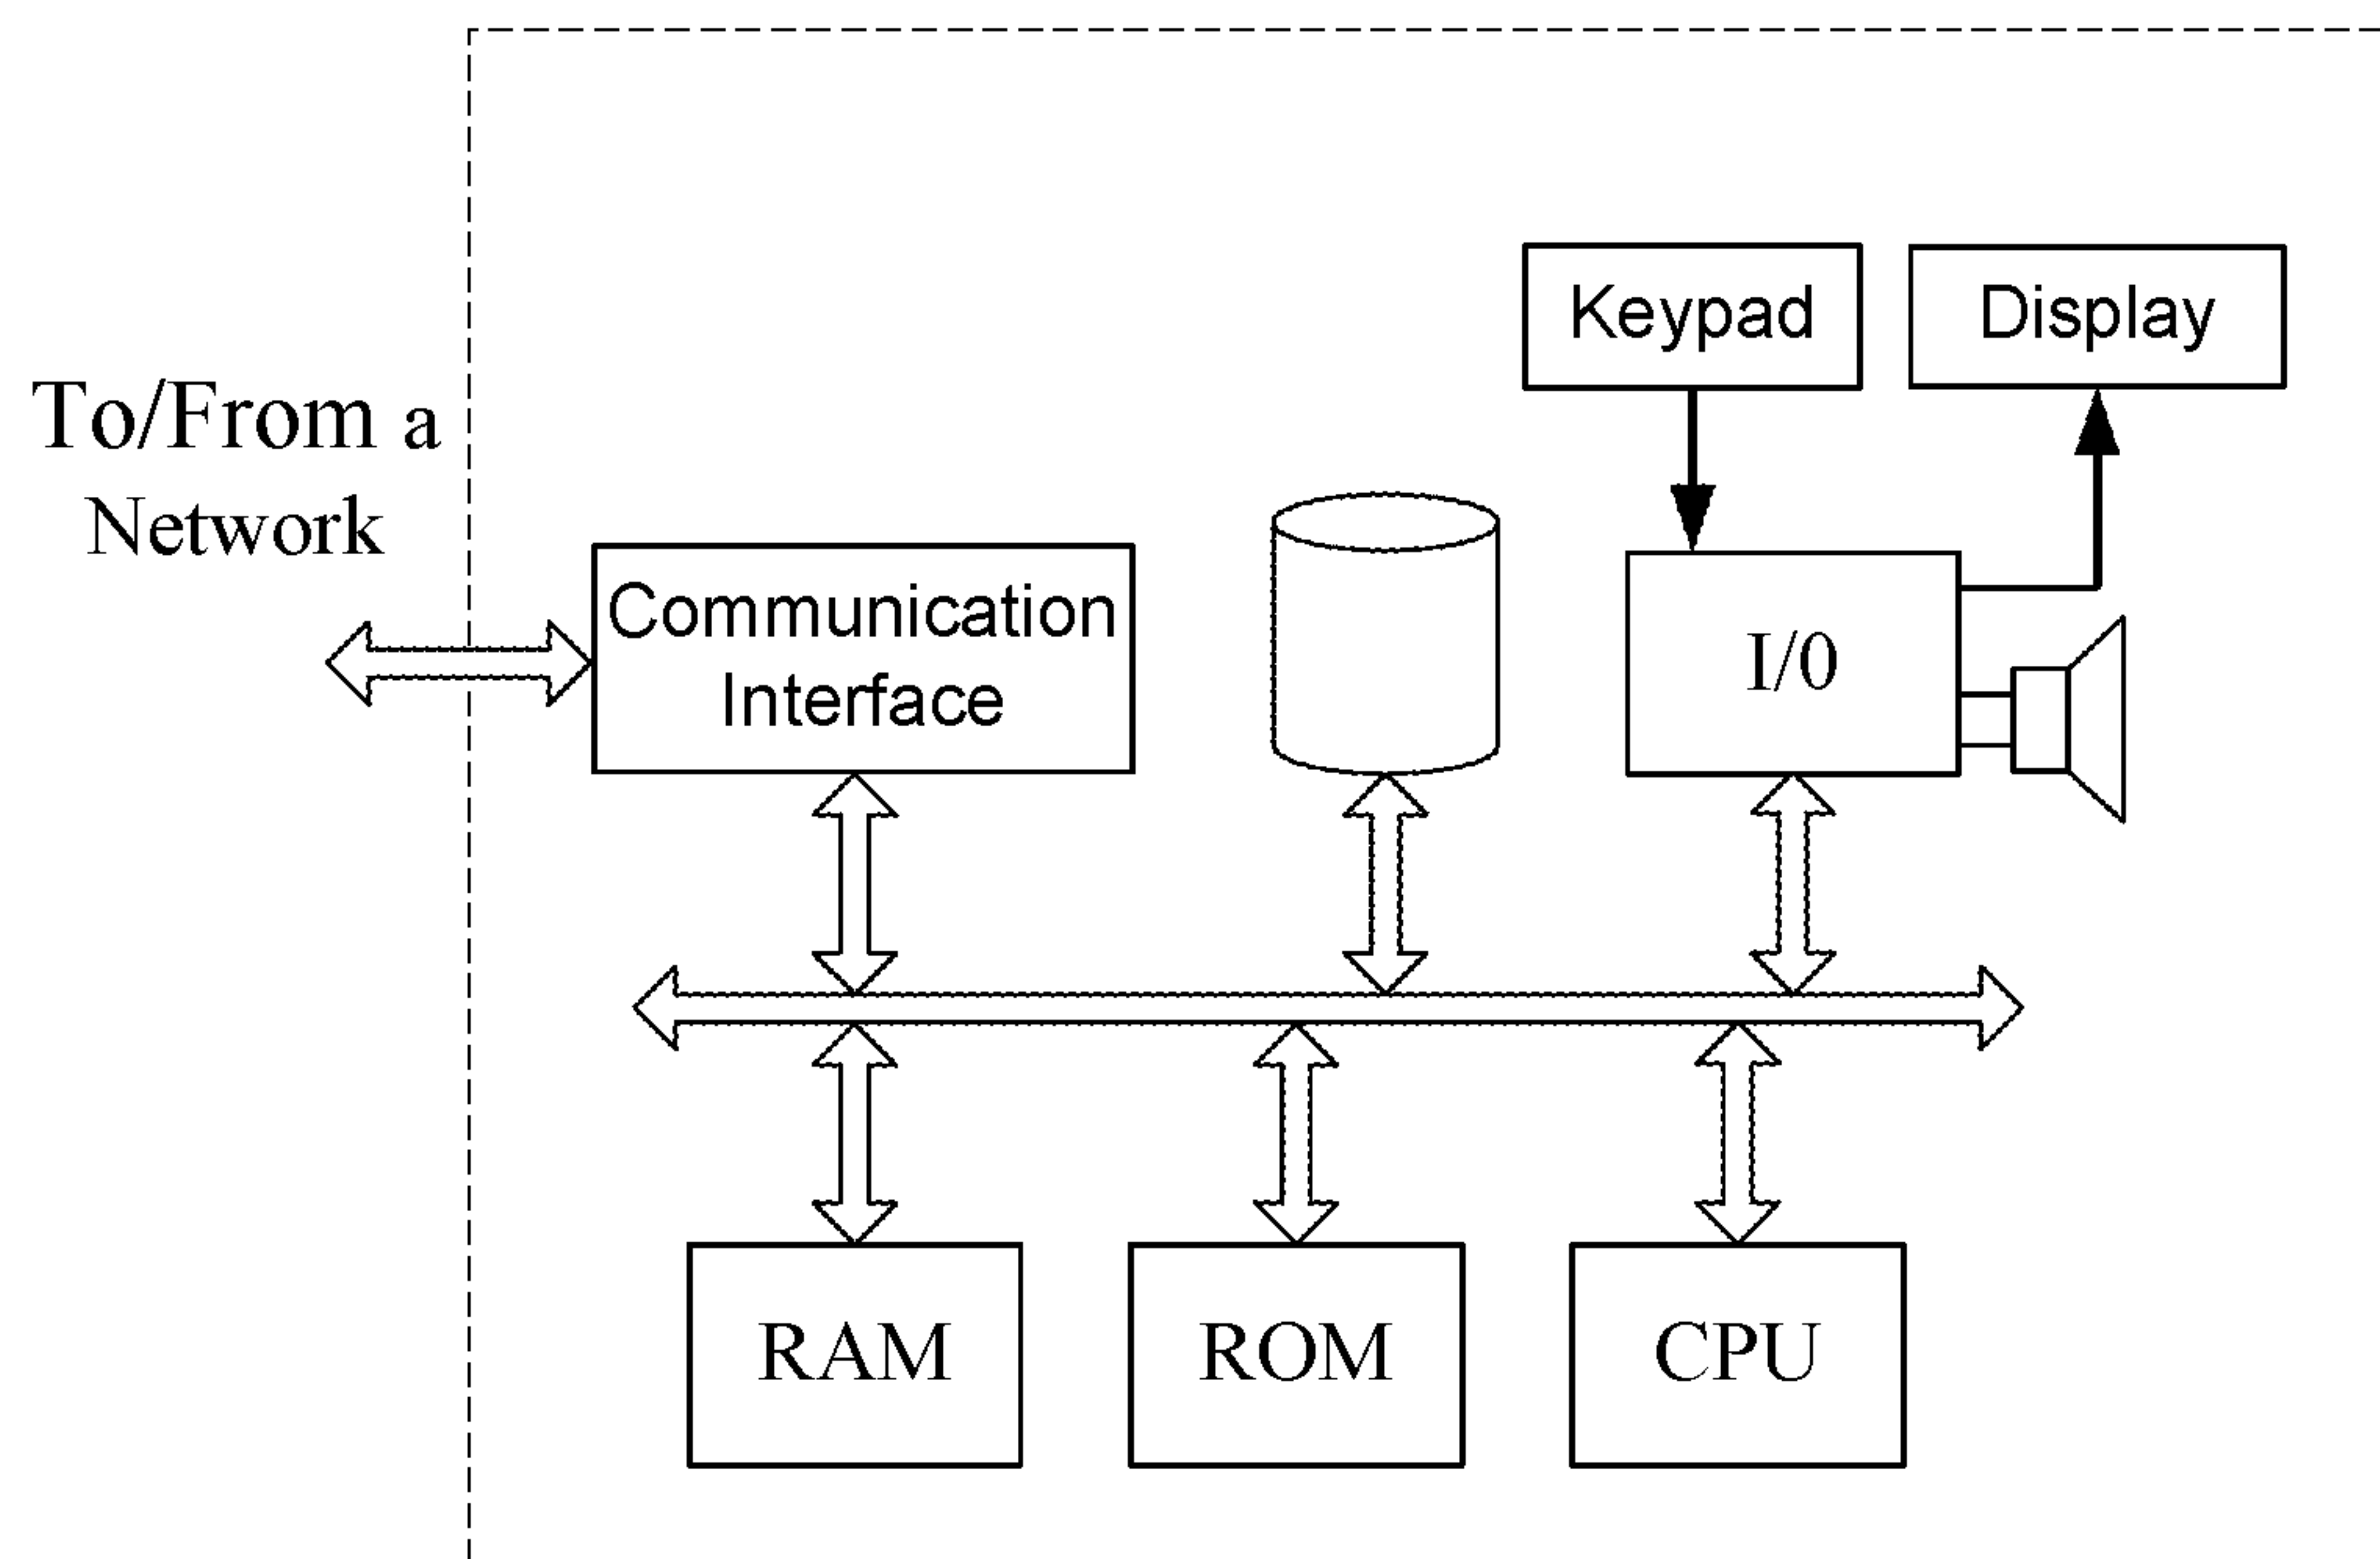 Keypad
Display
To/From a
Network
Communication
Interface
I/0
RAM
ROM
CPU